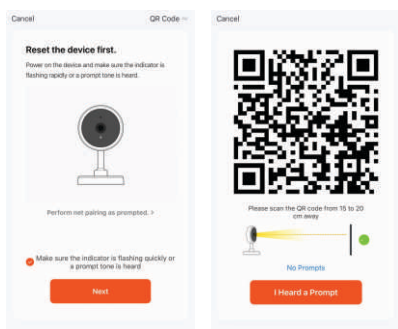 Cancel
QR Code
Reset the device first.
Power on the device and make sure the indicator is
flashing rapidly or a prompt tone is heard.
Perform net pairing as prompted. >
Make sure the indicator is flashing quickly or
a prompt tone is heard
Next
Cancel
Please scan the QR code from 15 to 20
cm away
No Prompts
I Heard a Prompt